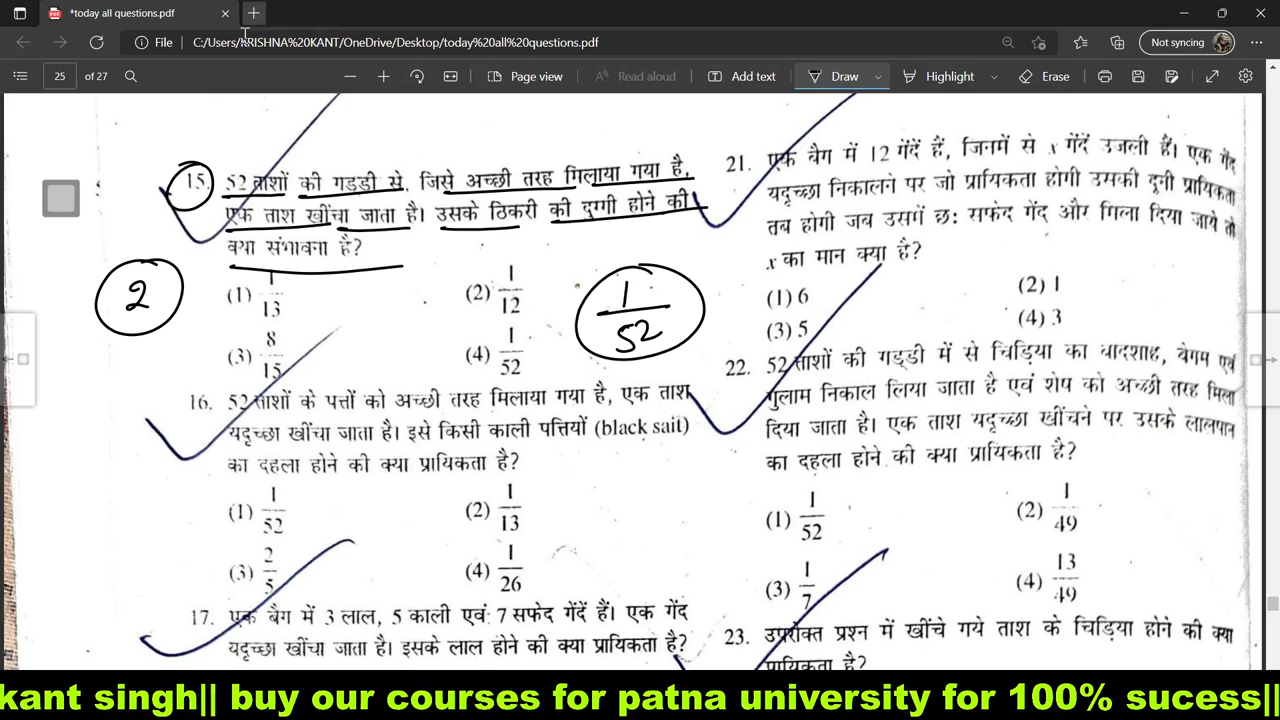 *today all questions.pdf
File C:/Users/KRISHNA%20KANT/OneDrive/Desktop/today%20all%20questions.pdf
Not syncing
25 of 27
Page view
Read aloud
Add text
Draw
Highlight
Erase
15. 52 ताशों की गड्डी से, जिसे अच्छी तरह मिलाया गया है,
एक ताश खींचा जाता है। उसके ठिकरी की दुग्गी होने की
क्या संभावना है?
2
(1) 1/13 (2) 1/12
1/52
(3) 8/15 (4) 1/52
16. 52 ताशों के पत्तों को अच्छी तरह मिलाया गया है, एक ताश
यदृच्छा खींचा जाता है। इसे किसी काली पत्तियों (black sait)
का दहला होने की क्या प्रायिकता है?
(1) 1/52 (2) 1/13
(3) 2/5 (4) 1/26
17. एक बैग में 3 लाल, 5 काली एवं 7 सफेद गेंदें हैं। एक गेंद
यदृच्छा खींचा जाता है। इसके लाल होने की क्या प्रायिकता है?
21. एक बैग में 12 गेंदें हैं, जिनमें से x गेंदें उजली हैं। एक गेंद
यदृच्छा निकालने पर जो प्रायिकता होगी उसकी दूनी प्रायिकता
तब होगी जब उसमें छ: सफेद गेंद और मिला दिया जाये तो
x का मान क्या है?
(1) 6 (2) 1
(3) 5 (4) 3
22. 52 ताशों की गड्डी में से चिड़िया का बादशाह, बेगम एवं
गुलाम निकाल लिया जाता है एवं शेष को अच्छी तरह मिला
दिया जाता है। एक ताश यदृच्छा खींचने पर उसके लालपान
का दहला होने की क्या प्रायिकता है?
(1) 1/52 (2) 1/49
(3) 1/7 (4) 13/49
23. उपरोक्त प्रश्न में खींचे गये ताश के चिड़िया होने की क्या
प्रायिकता है?
kant singh|| buy our courses for patna university for 100% sucess||